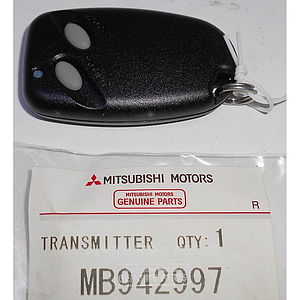 MITSUBISHI MOTORS
MITSUBISHI MOTORS
GENUINE PARTS
R
TRANSMITTER QTY: 1
MB942997